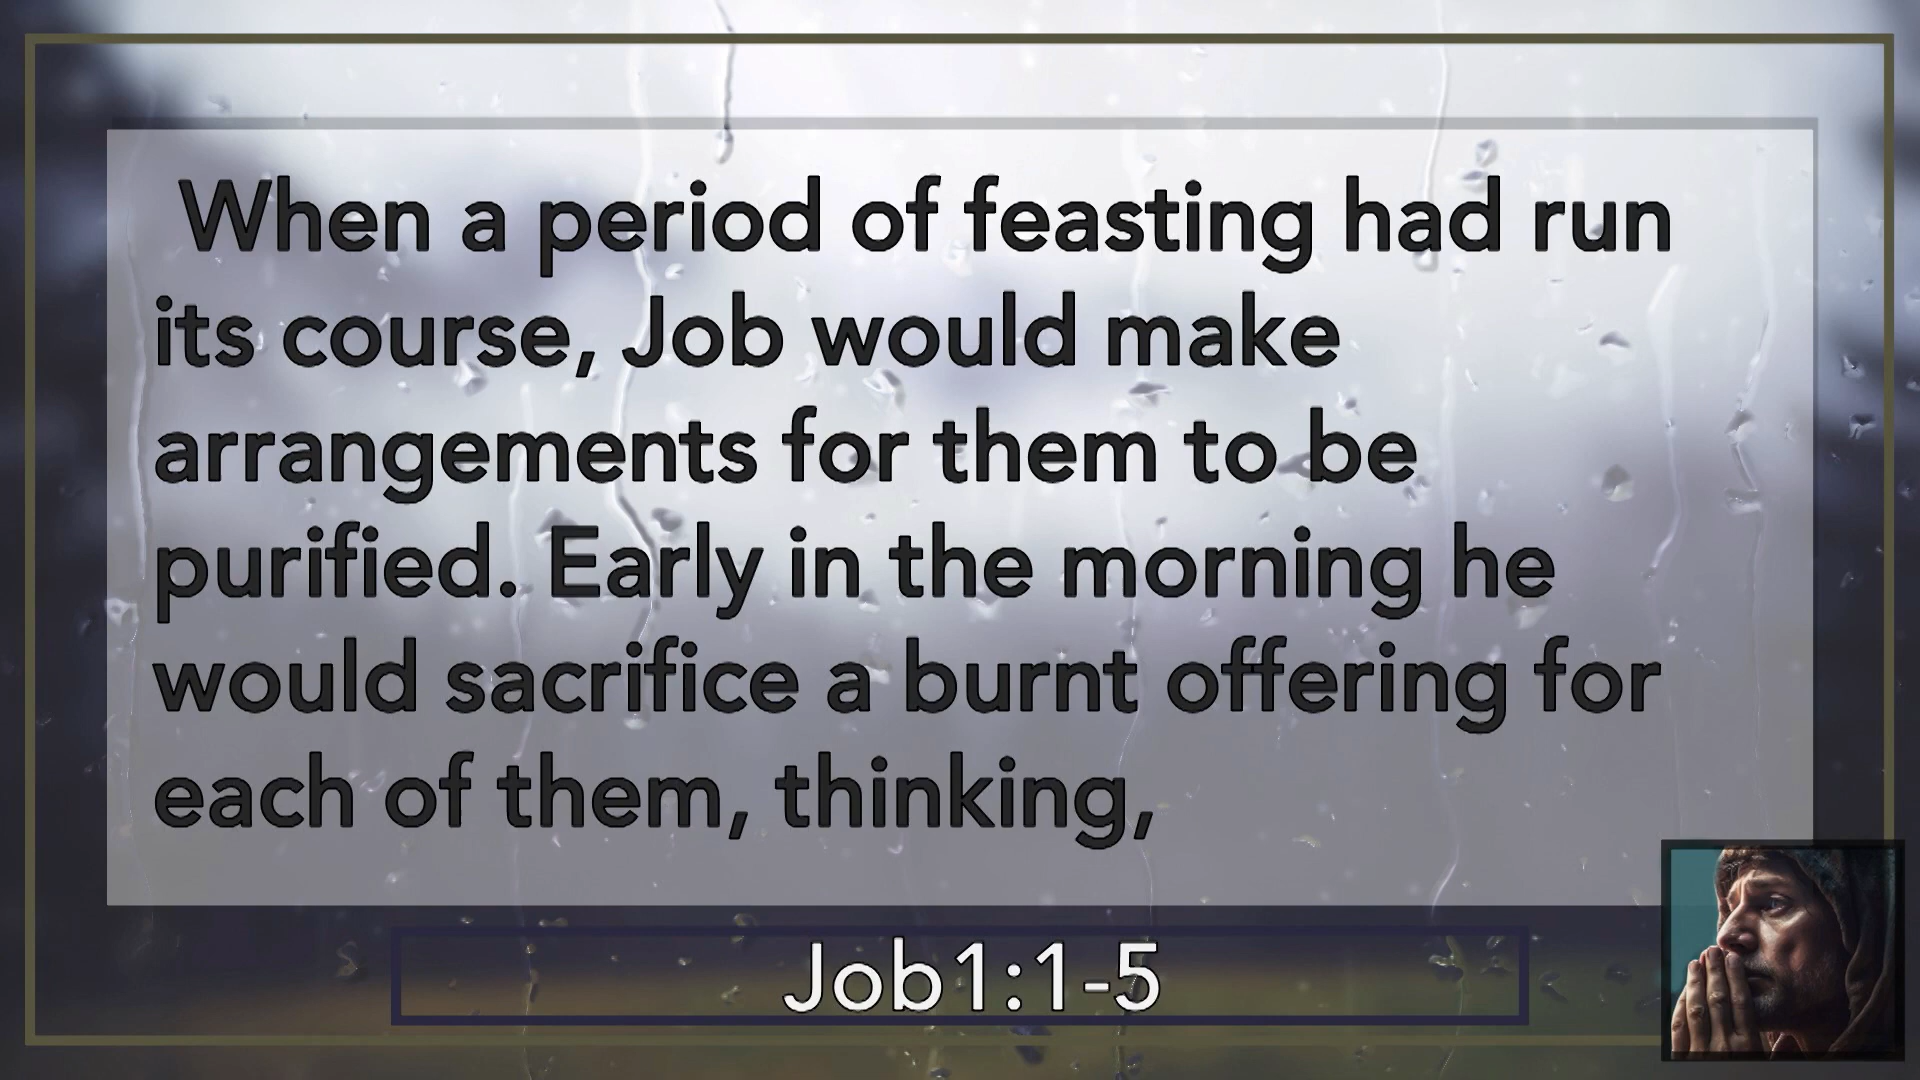 When a period of feasting had run
its course, Job would make
arrangements for them to be
purified. Early in the morning he
would sacrifice a burnt offering for
each of them, thinking,
Job1:1-5